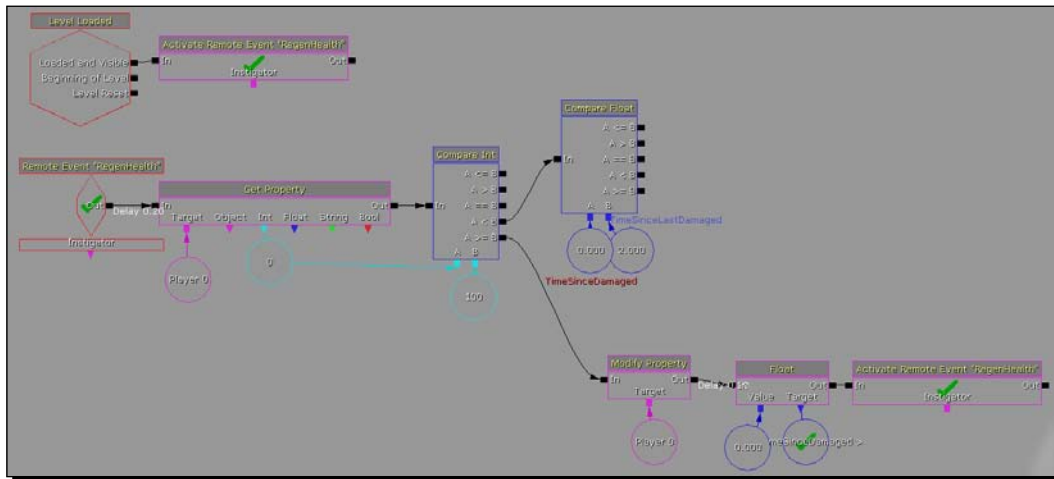 Level Loaded
Loaded and Visible
Beginning of Level
Level Reset
Activate Remote Event "RegenHealth"
In Out
Instigator
Remote Event "RegenHealth"
Out
Delay 0.20
Instigator
Get Property
In Out
Target Object Int Float String Bool
Player 0
0
Compare Int
In
A <= B
A > B
A == B
A < B
A >= B
A B
100
Compare Float
In
A <= B
A > B
A == B
A < B
A >= B
A B
TimeSinceLastDamaged
0.000
2.000
TimeSinceDamaged
Modify Property
In Out
Target
Player 0
Delay
Float
In Out
Value Target
0.000
meSinceDamaged >
Activate Remote Event "RegenHealth"
In Out
Instigator